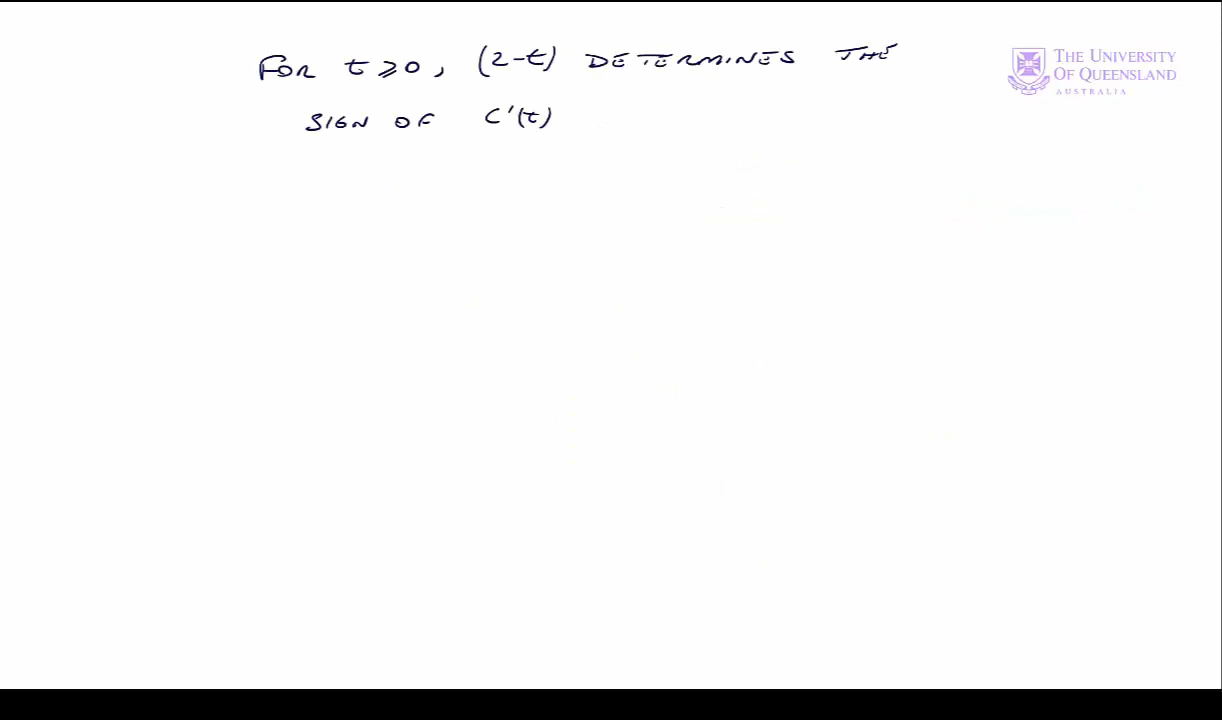 FOR t ≥ 0, (2-t) DETERMINES THE
SIGN OF C'(t)
THE UNIVERSITY
OF QUEENSLAND
AUSTRALIA